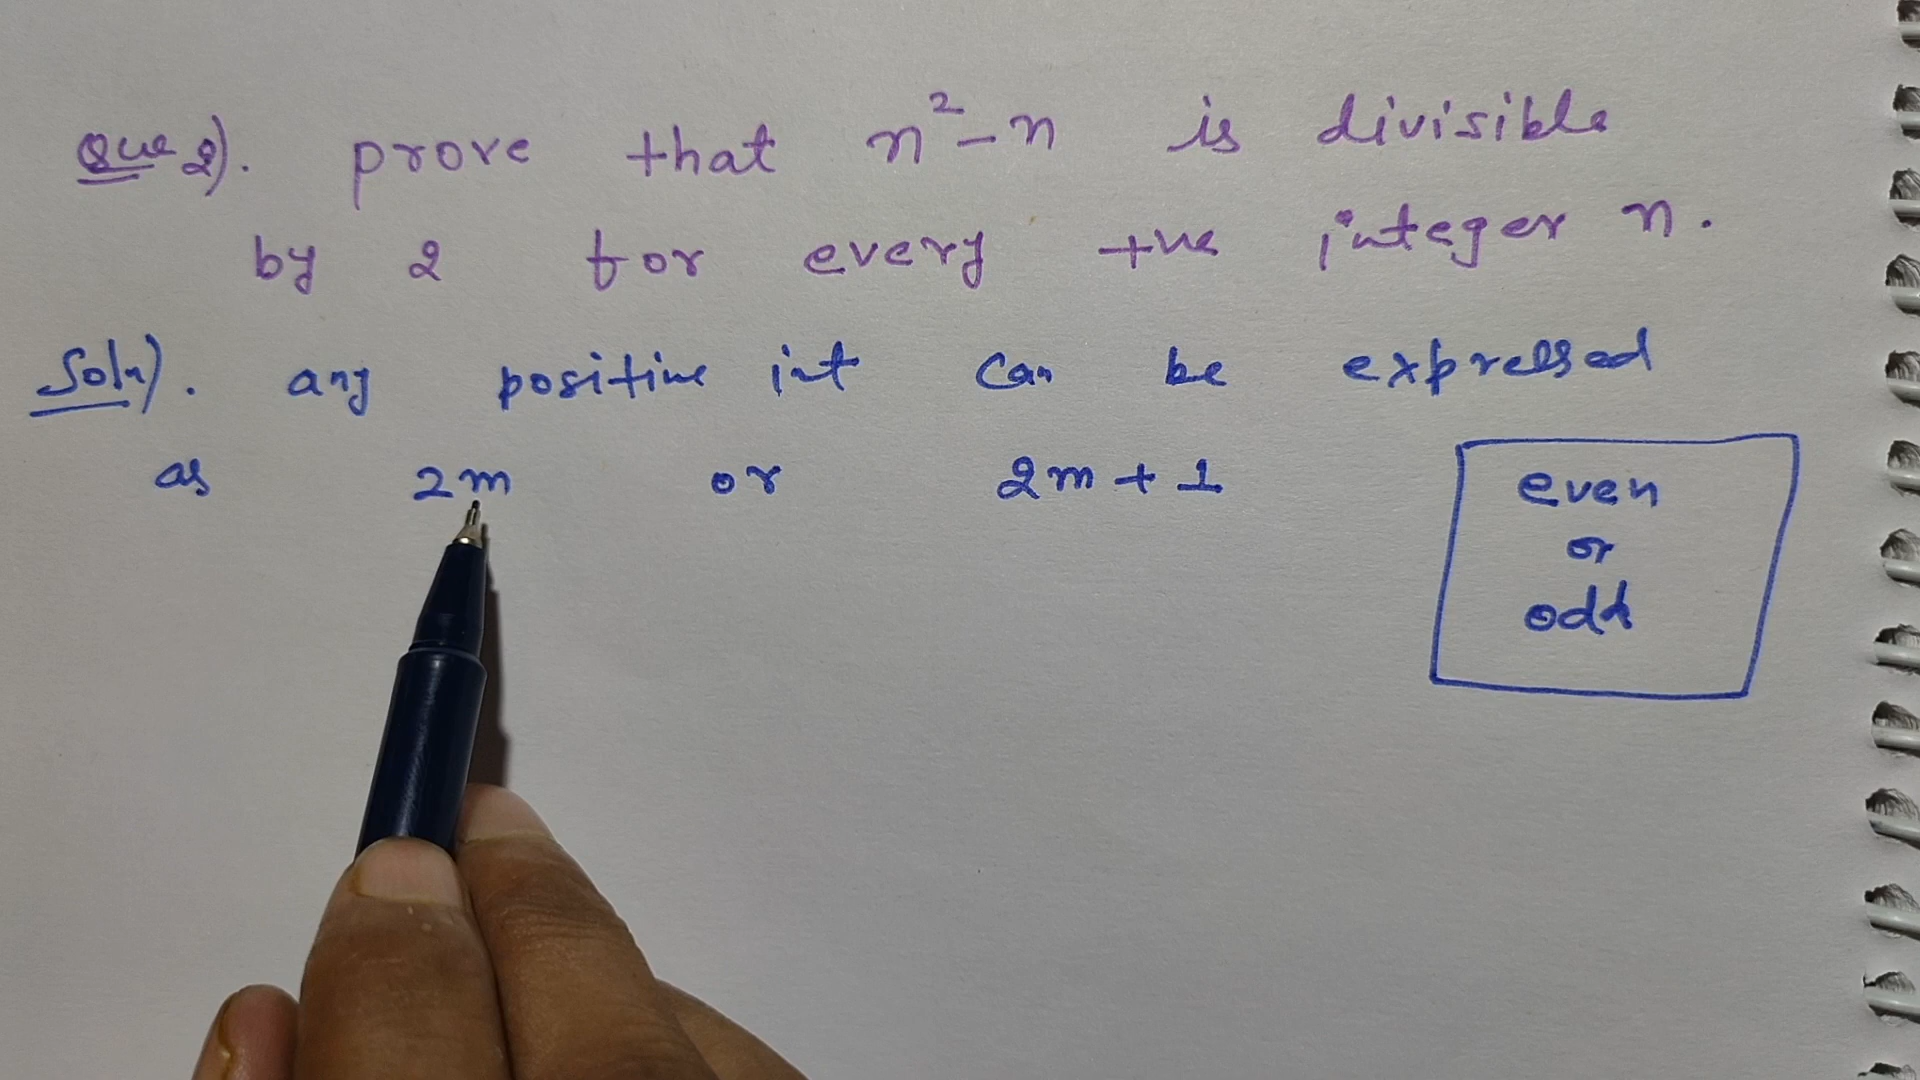 Que 2). prove that n² - n is divisible
by 2 for every +ve integer n.
Soln). any positive int can be expressed
as 2m or 2m + 1
even
or
odd